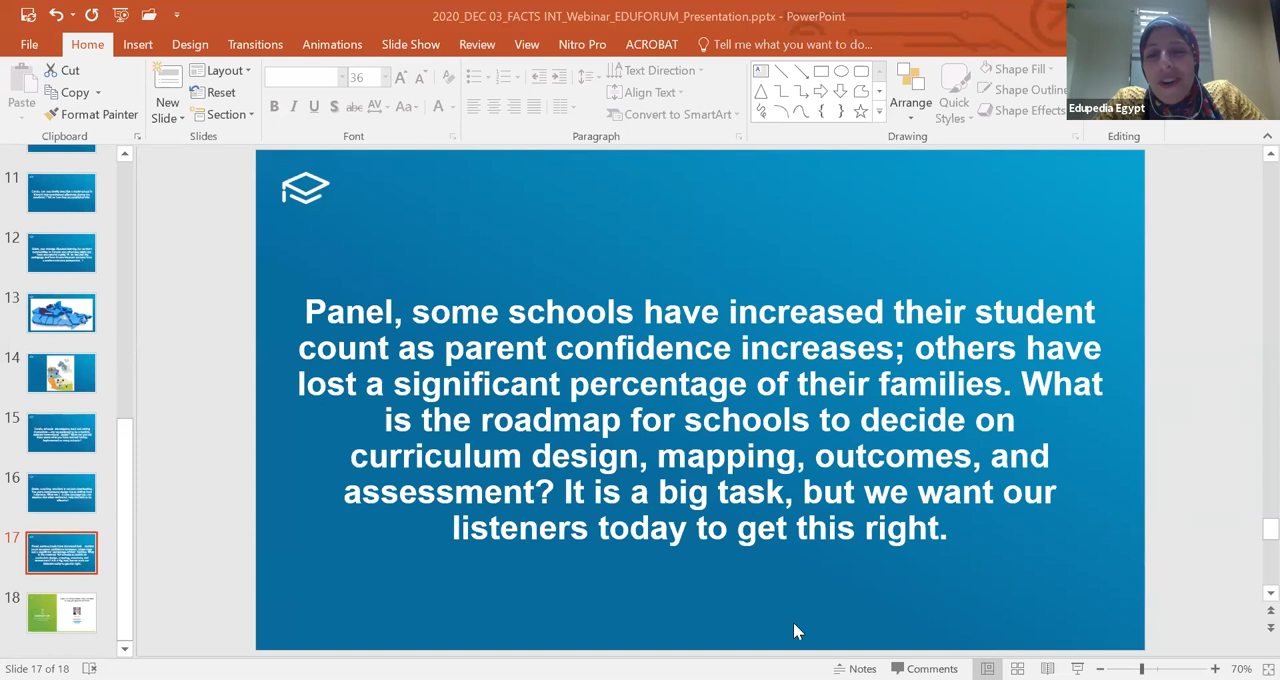 2020_DEC 03_FACTS INT_Webinar_EDUFORUM_Presentation.pptx - PowerPoint
File Home Insert Design Transitions Animations Slide Show Review View Nitro Pro ACROBAT Tell me what you want to do...
Paste
Cut
Copy
Format Painter
Clipboard
New
Slide
Layout
Reset
Section
Slides
36
B I U S abc AV Aa A
Font
Text Direction
Align Text
Convert to SmartArt
Paragraph
Arrange
Quick
Styles
Shape Fill
Shape Outline
Shape Effects
Drawing
Editing
Edupedia Egypt
11
12
13
14
15
16
17
18
Panel, some schools have increased their student
count as parent confidence increases; others have
lost a significant percentage of their families. What
is the roadmap for schools to decide on
curriculum design, mapping, outcomes, and
assessment? It is a big task, but we want our
listeners today to get this right.
Slide 17 of 18
Notes
Comments
70%